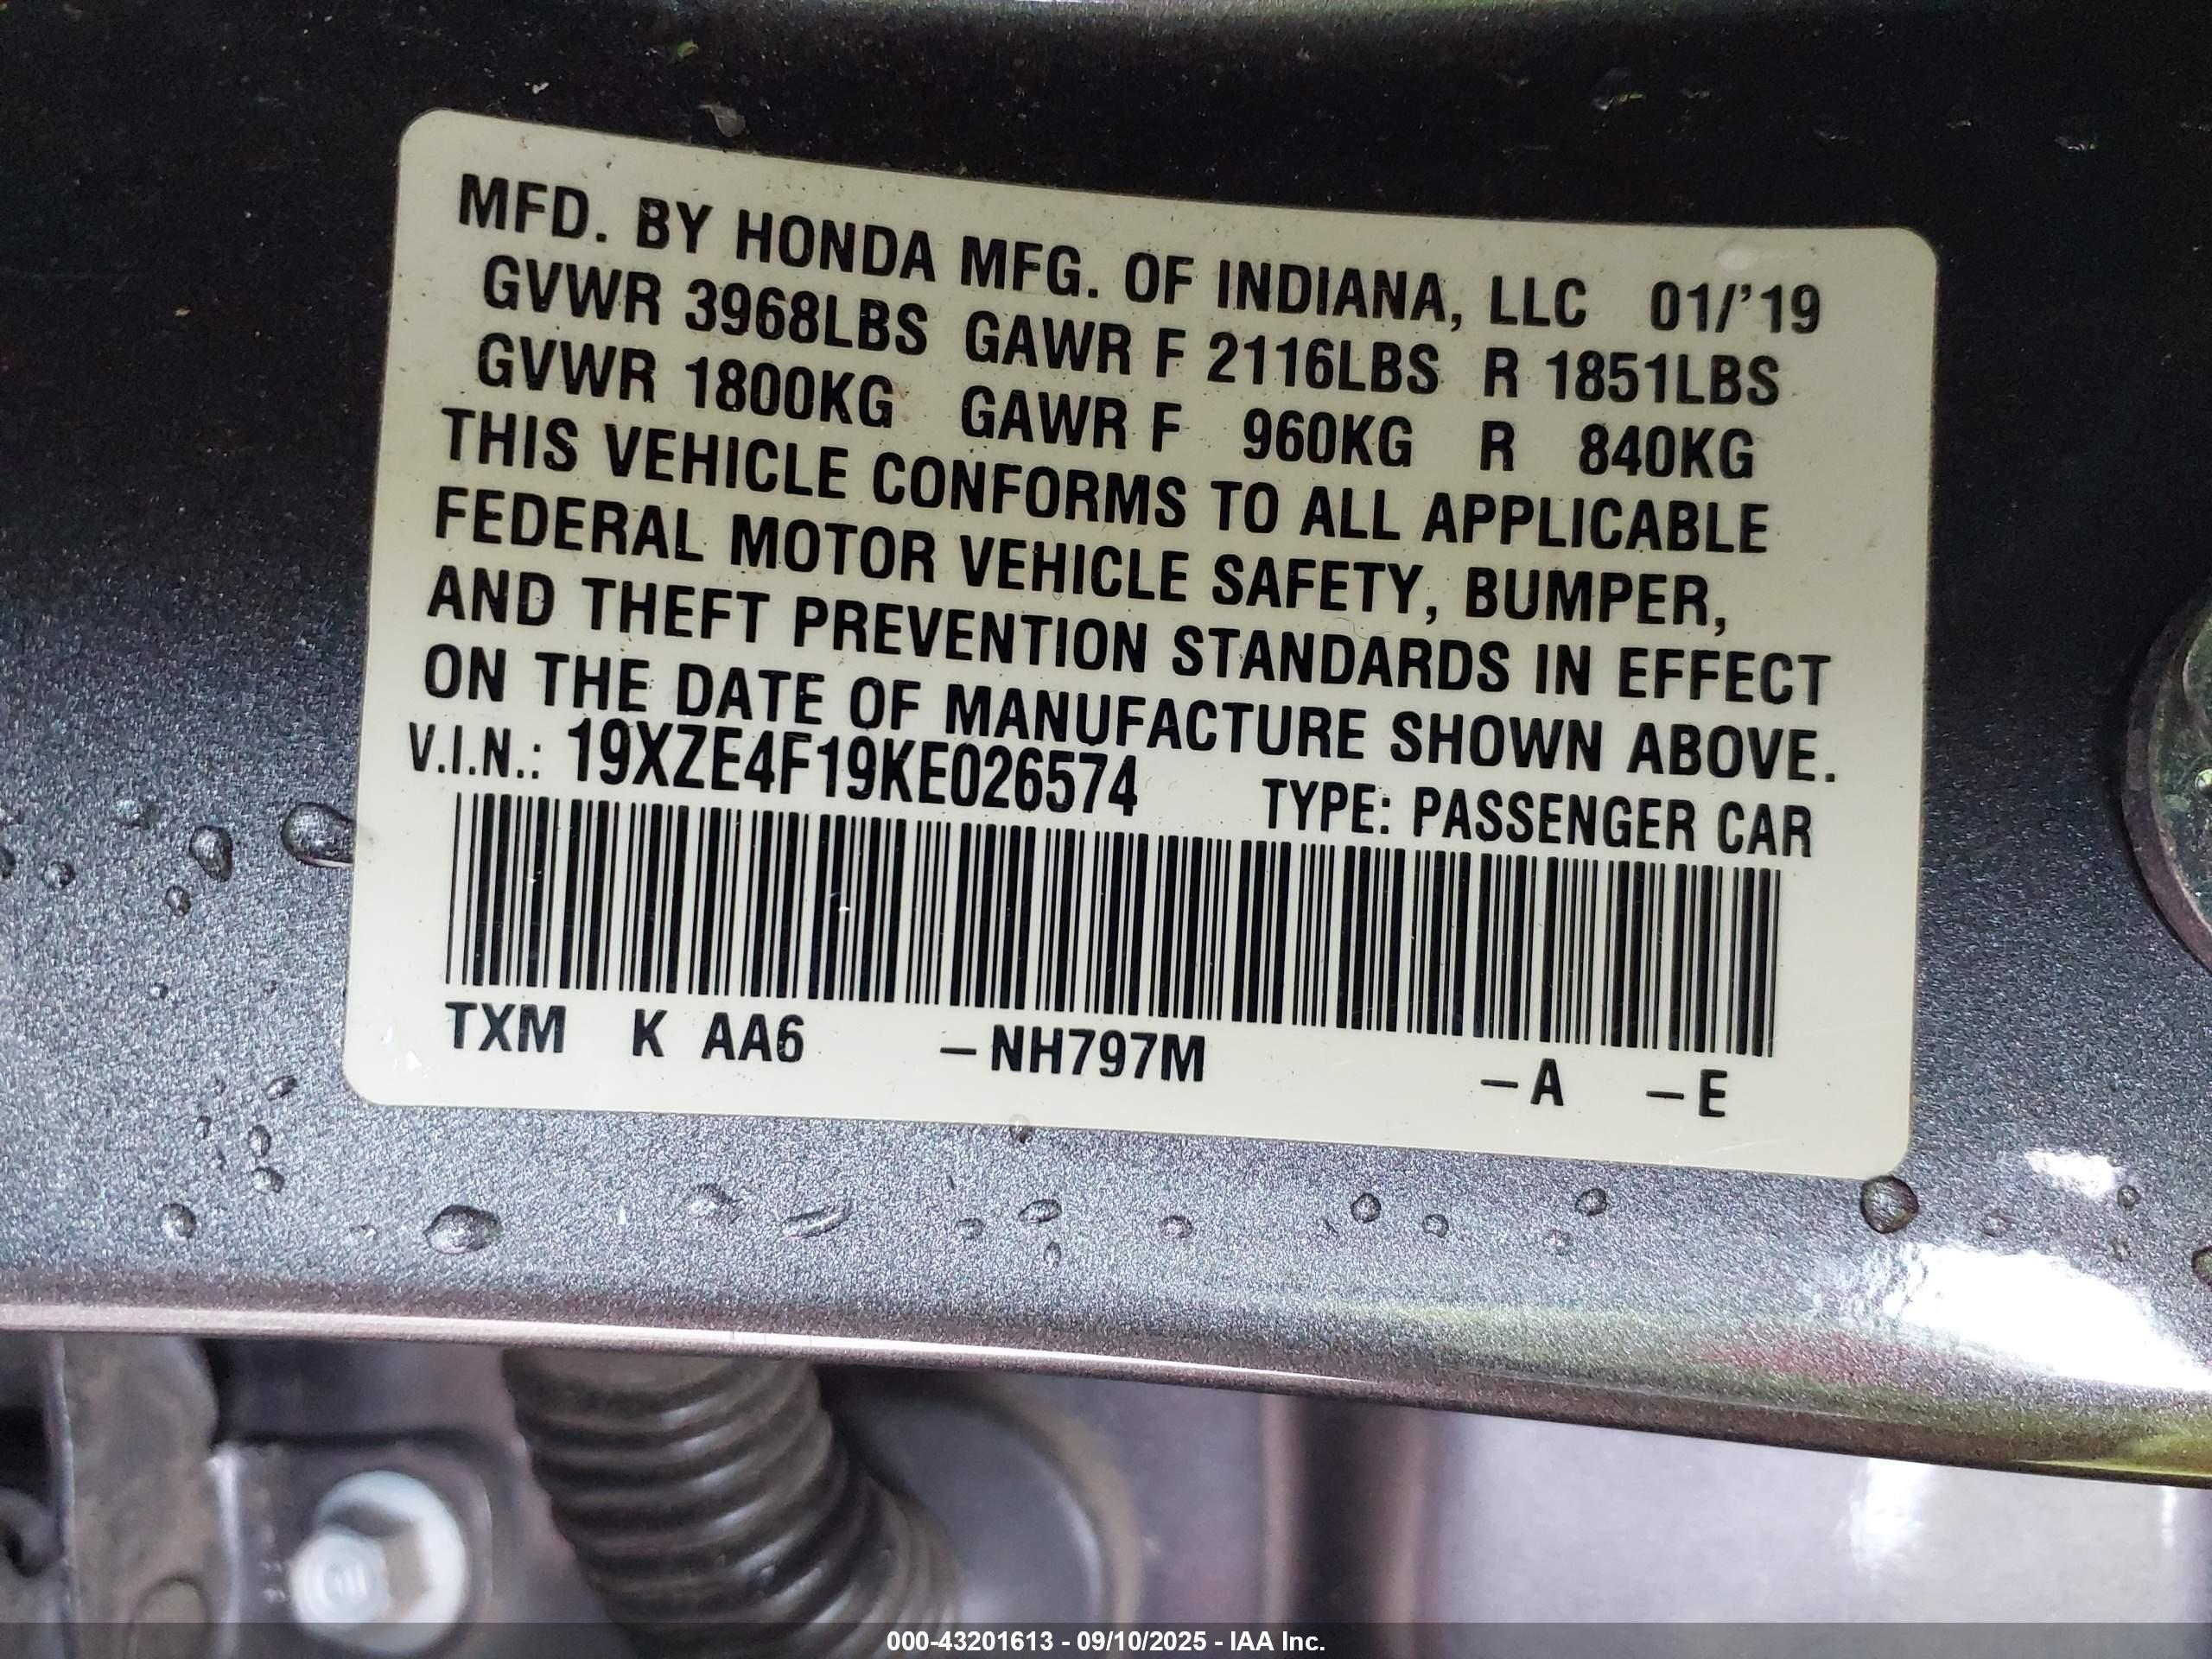 MFD. BY HONDA MFG. OF INDIANA, LLC 01/'19
GVWR 3968LBS GAWR F 2116LBS R 1851LBS
GVWR 1800KG GAWR F 960KG R 840KG
THIS VEHICLE CONFORMS TO ALL APPLICABLE
FEDERAL MOTOR VEHICLE SAFETY, BUMPER,
AND THEFT PREVENTION STANDARDS IN EFFECT
ON THE DATE OF MANUFACTURE SHOWN ABOVE.
V.I.N.: 19XZE4F19KE026574 TYPE: PASSENGER CAR
TXM K AA6 –NH797M –A –E
000-43201613 - 09/10/2025 - IAA Inc.